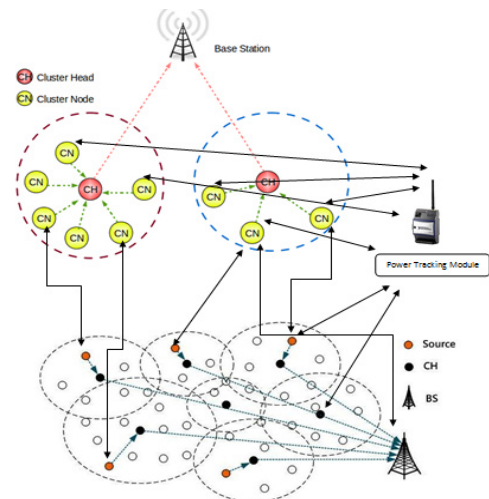 Base Station
CH Cluster Head
CN Cluster Node
CN
CN
CH
CN
CN
CN
CN
CN
CH
CN
CN
CN
Power Tracking Module
Source
CH
BS